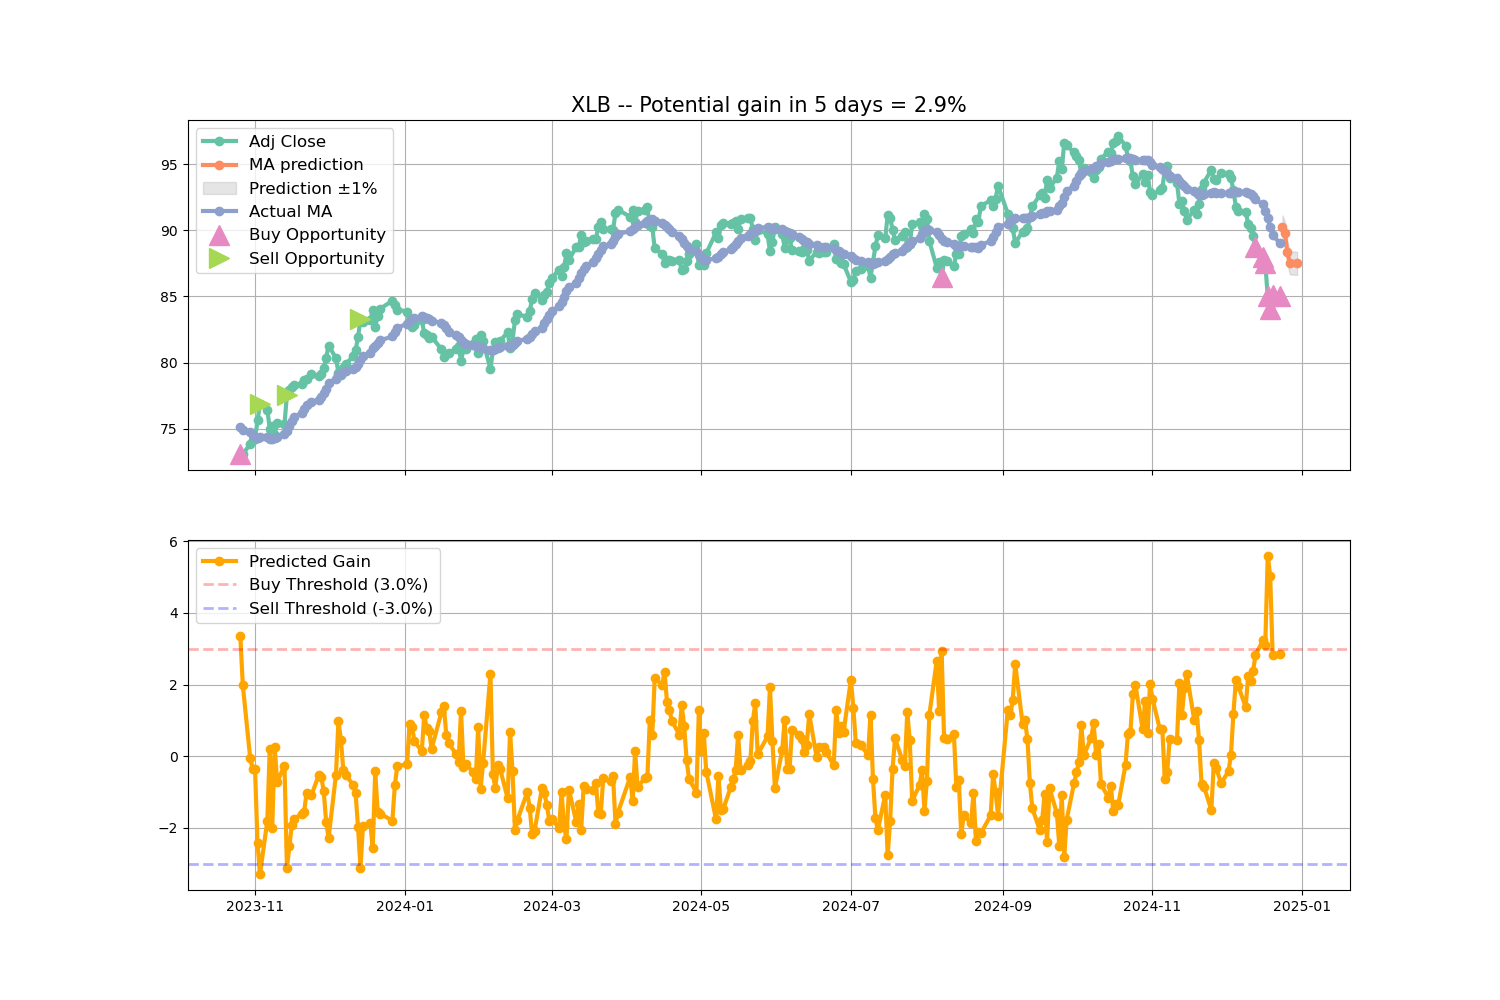 XLB -- Potential gain in 5 days = 2.9%
Adj Close
MA prediction
Prediction ±1%
Actual MA
Buy Opportunity
Sell Opportunity
95
90
85
80
75
Predicted Gain
Buy Threshold (3.0%)
Sell Threshold (-3.0%)
6
4
2
0
−2
2023-11
2024-01
2024-03
2024-05
2024-07
2024-09
2024-11
2025-01